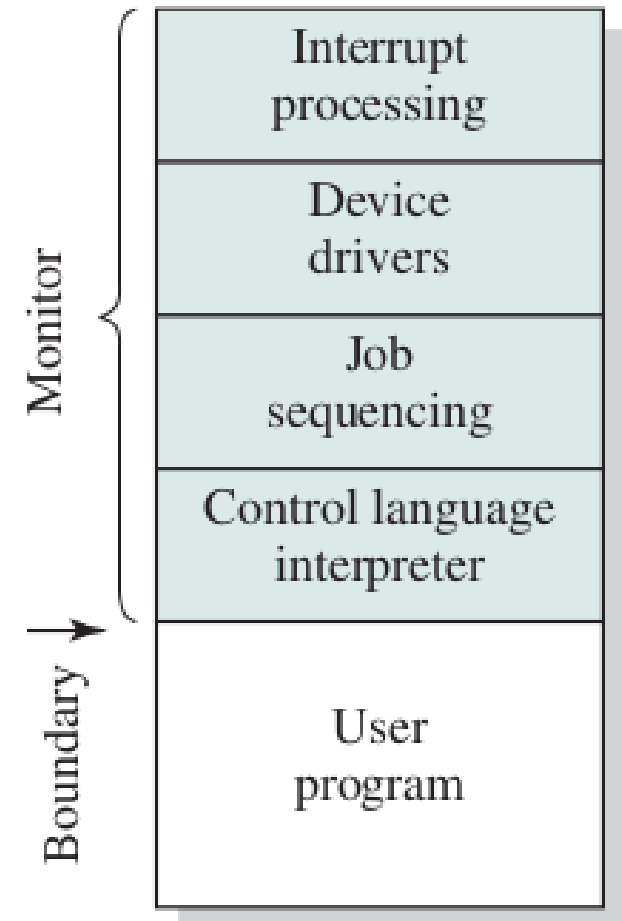 Interrupt
processing
Device
drivers
Monitor
Job
sequencing
Control language
interpreter
Boundary
User
program